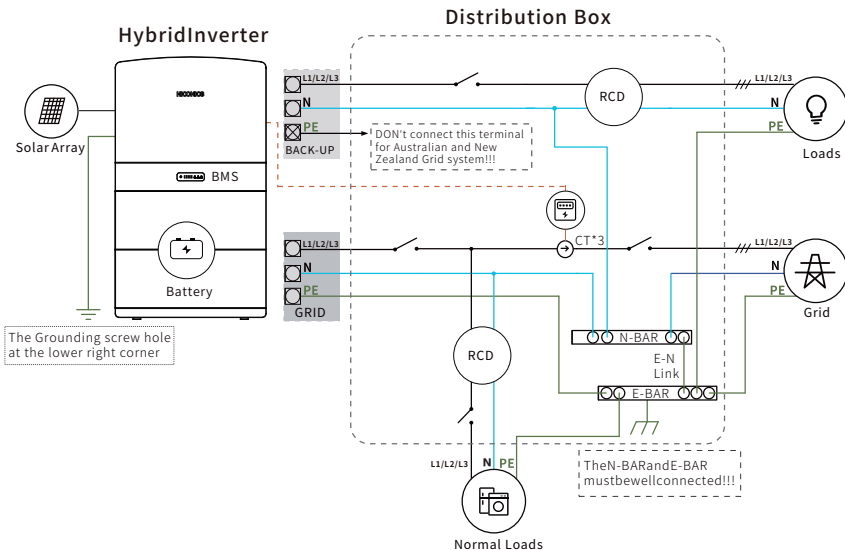 Distribution Box
HybridInverter
L1/L2/L3
N
PE
BACK-UP
DON't connect this terminal
for Australian and New
Zealand Grid system!!!
RCD
L1/L2/L3
N
PE
Loads
Solar Array
BMS
Battery
CT*3
L1/L2/L3
N
PE
GRID
L1/L2/L3
N
PE
Grid
The Grounding screw hole
at the lower right corner
RCD
N-BAR
E-N
Link
E-BAR
L1/L2/L3
N
PE
TheN-BARandE-BAR
mustbewellconnected!!!
Normal Loads